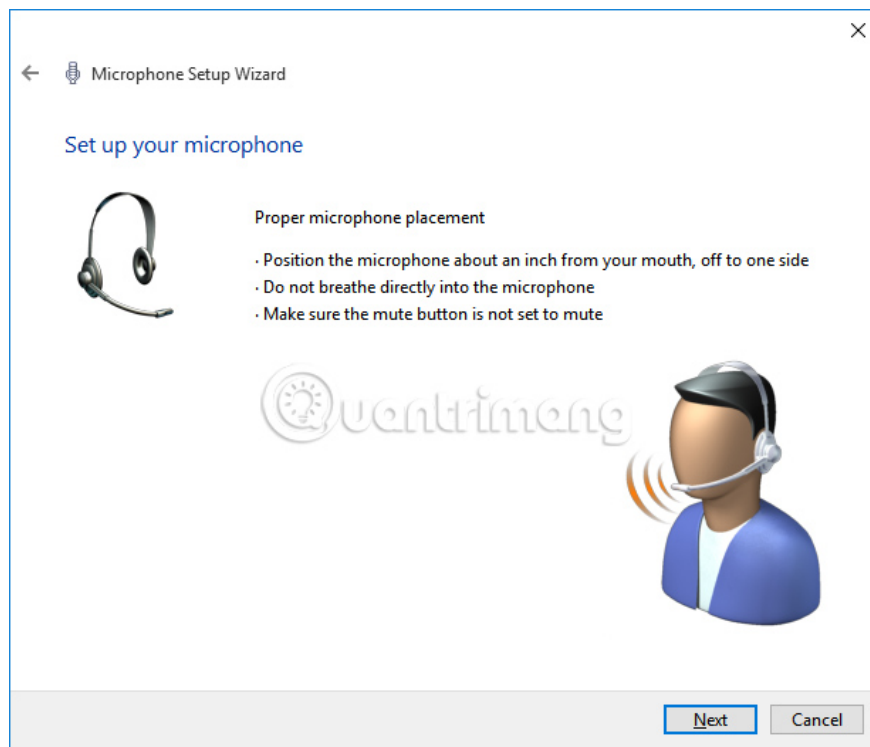 Microphone Setup Wizard
Set up your microphone
Proper microphone placement
· Position the microphone about an inch from your mouth, off to one side
· Do not breathe directly into the microphone
· Make sure the mute button is not set to mute
Quantrimang
Next
Cancel